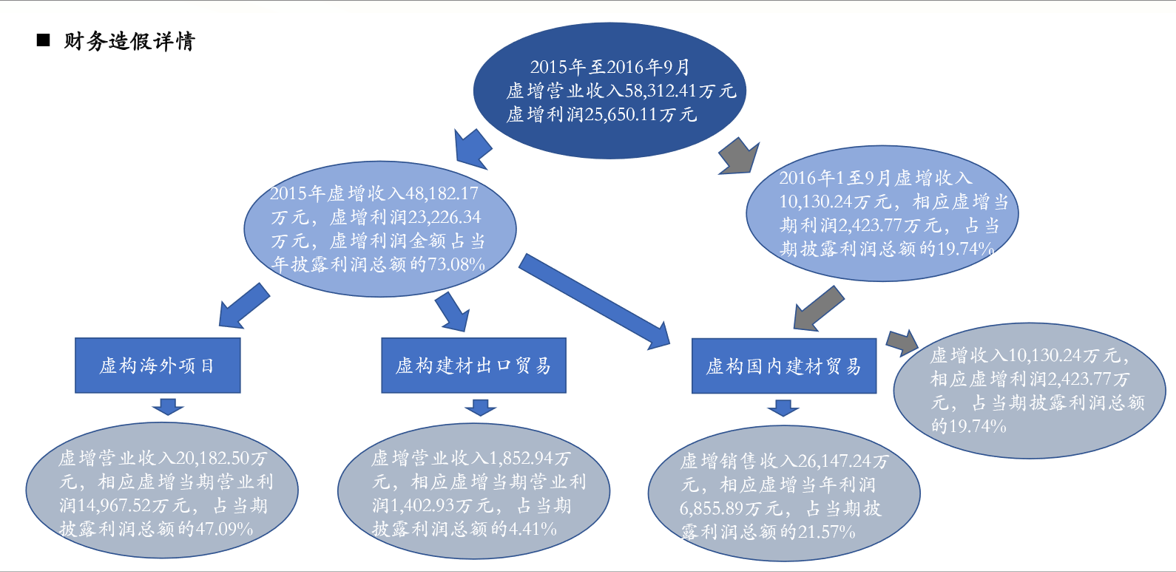 ■ 财务造假详情
2015年至2016年9月
虚增营业收入58,312.41万元
虚增利润25,650.11万元
2015年虚增收入48,182.17
万元，虚增利润23,226.34
万元，虚增利润金额占当
年披露利润总额的73.08%
2016年1至9月虚增收入
10,130.24万元，相应虚增当
期利润2,423.77万元，占当
期披露利润总额的19.74%
虚构海外项目
虚构建材出口贸易
虚构国内建材贸易
虚增收入10,130.24万元，
相应虚增利润2,423.77万
元，占当期披露利润总额
的19.74%
虚增营业收入20,182.50万
元，相应虚增当期营业利
润14,967.52万元，占当期
披露利润总额的47.09%
虚增营业收入1,852.94万
元，相应虚增当期营业利
润1,402.93万元，占当期
披露利润总额的4.41%
虚增销售收入26,147.24万
元，相应虚增当年利润
6,855.89万元，占当期披
露利润总额的21.57%